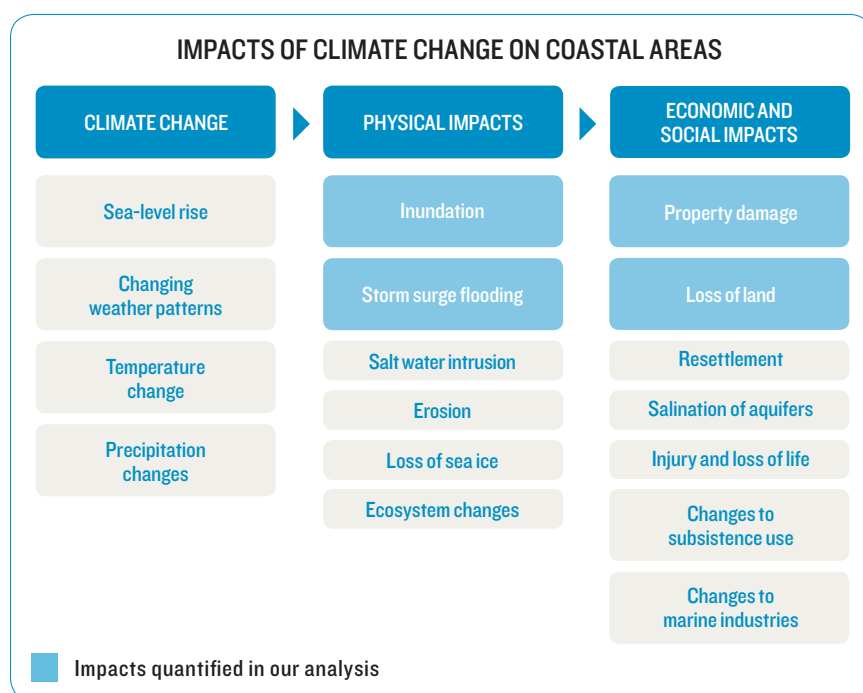 IMPACTS OF CLIMATE CHANGE ON COASTAL AREAS
CLIMATE CHANGE
Sea-level rise
Changing
weather patterns
Temperature
change
Precipitation
changes
PHYSICAL IMPACTS
Inundation
Storm surge flooding
Salt water intrusion
Erosion
Loss of sea ice
Ecosystem changes
ECONOMIC AND
SOCIAL IMPACTS
Property damage
Loss of land
Resettlement
Salination of aquifers
Injury and loss of life
Changes to
subsistence use
Changes to
marine industries
Impacts quantified in our analysis